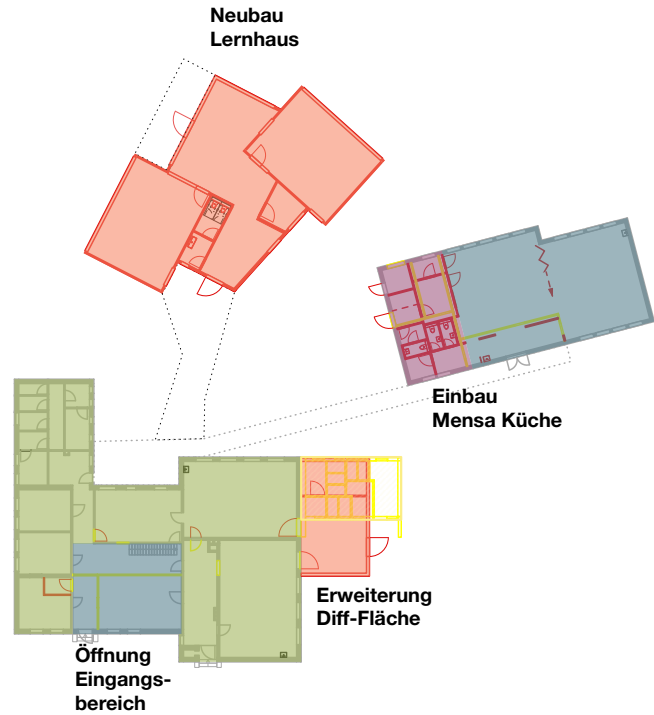 Neubau
Lernhaus
Einbau
Mensa Küche
Erweiterung
Diff-Fläche
Öffnung
Eingangs-
bereich